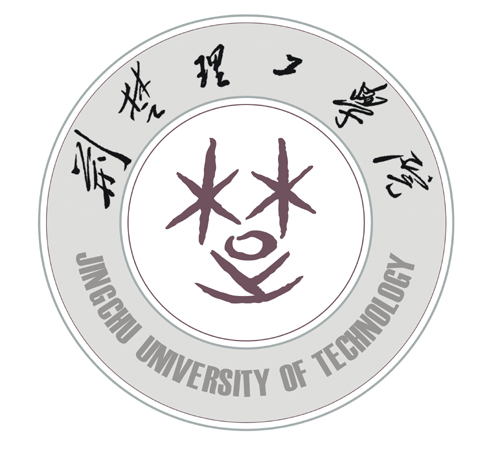 荆楚理工学院
楚
JINGCHU UNIVERSITY OF TECHNOLOGY